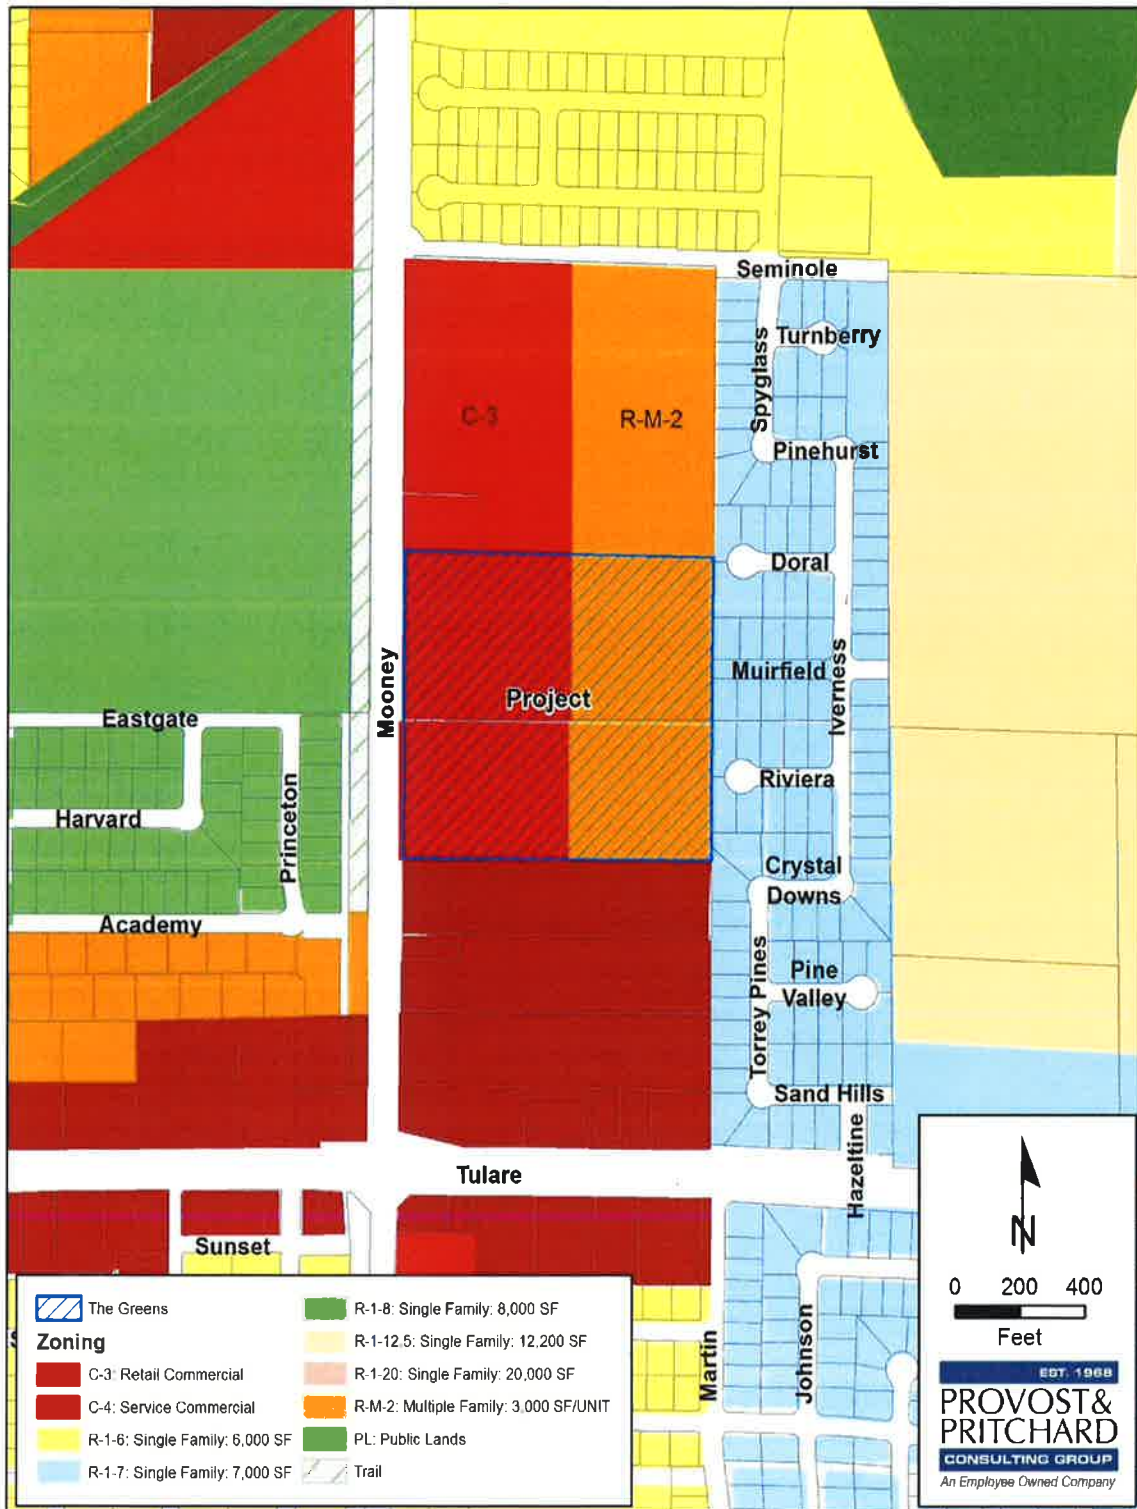 Seminole
Turnberry
Spyglass
C-3
R-M-2
Pinehurst
Doral
Mooney
Project
Muirfield
Iverness
Eastgate
Riviera
Harvard
Princeton
Crystal
Downs
Academy
Torrey Pines
Pine
Valley
Sand Hills
Hazeltine
Tulare
Sunset
Martin
Johnson
The Greens
Zoning
C-3: Retail Commercial
C-4: Service Commercial
R-1-6: Single Family: 6,000 SF
R-1-7: Single Family: 7,000 SF
R-1-8: Single Family: 8,000 SF
R-1-12.5: Single Family: 12,200 SF
R-1-20: Single Family: 20,000 SF
R-M-2: Multiple Family: 3,000 SF/UNIT
PL: Public Lands
Trail
N
0 200 400
Feet
EST. 1968
PROVOST&
PRITCHARD
CONSULTING GROUP
An Employee Owned Company